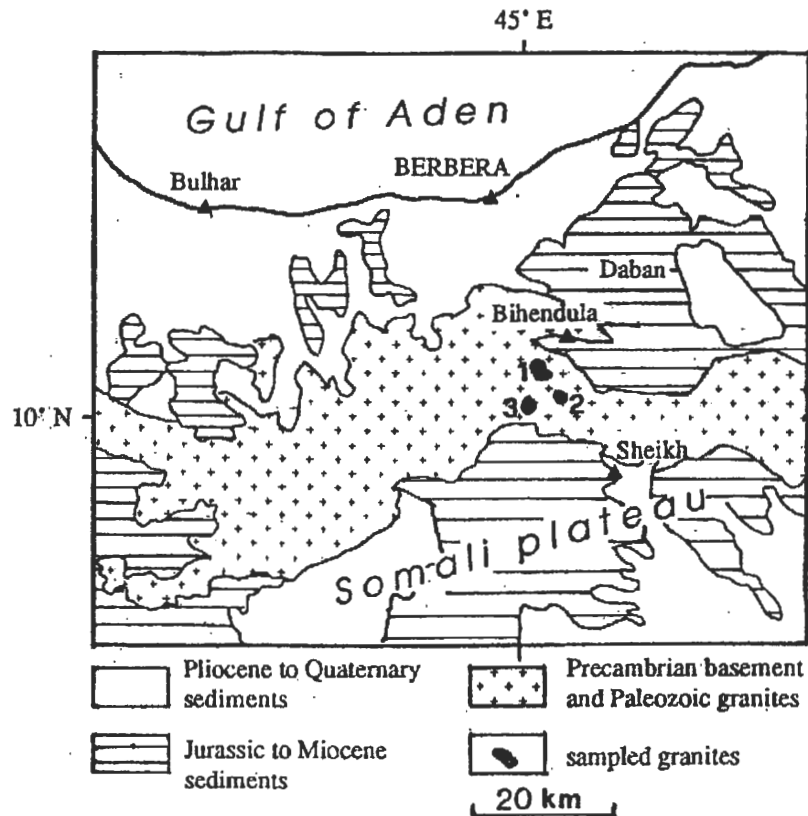 45° E
Gulf of Aden
Bulhar
BERBERA
Daban
Bihendula
1
2
3
10° N
Sheikh
Somali plateau
Pliocene to Quaternary
sediments
Precambrian basement
and Paleozoic granites
Jurassic to Miocene
sediments
sampled granites
20 km